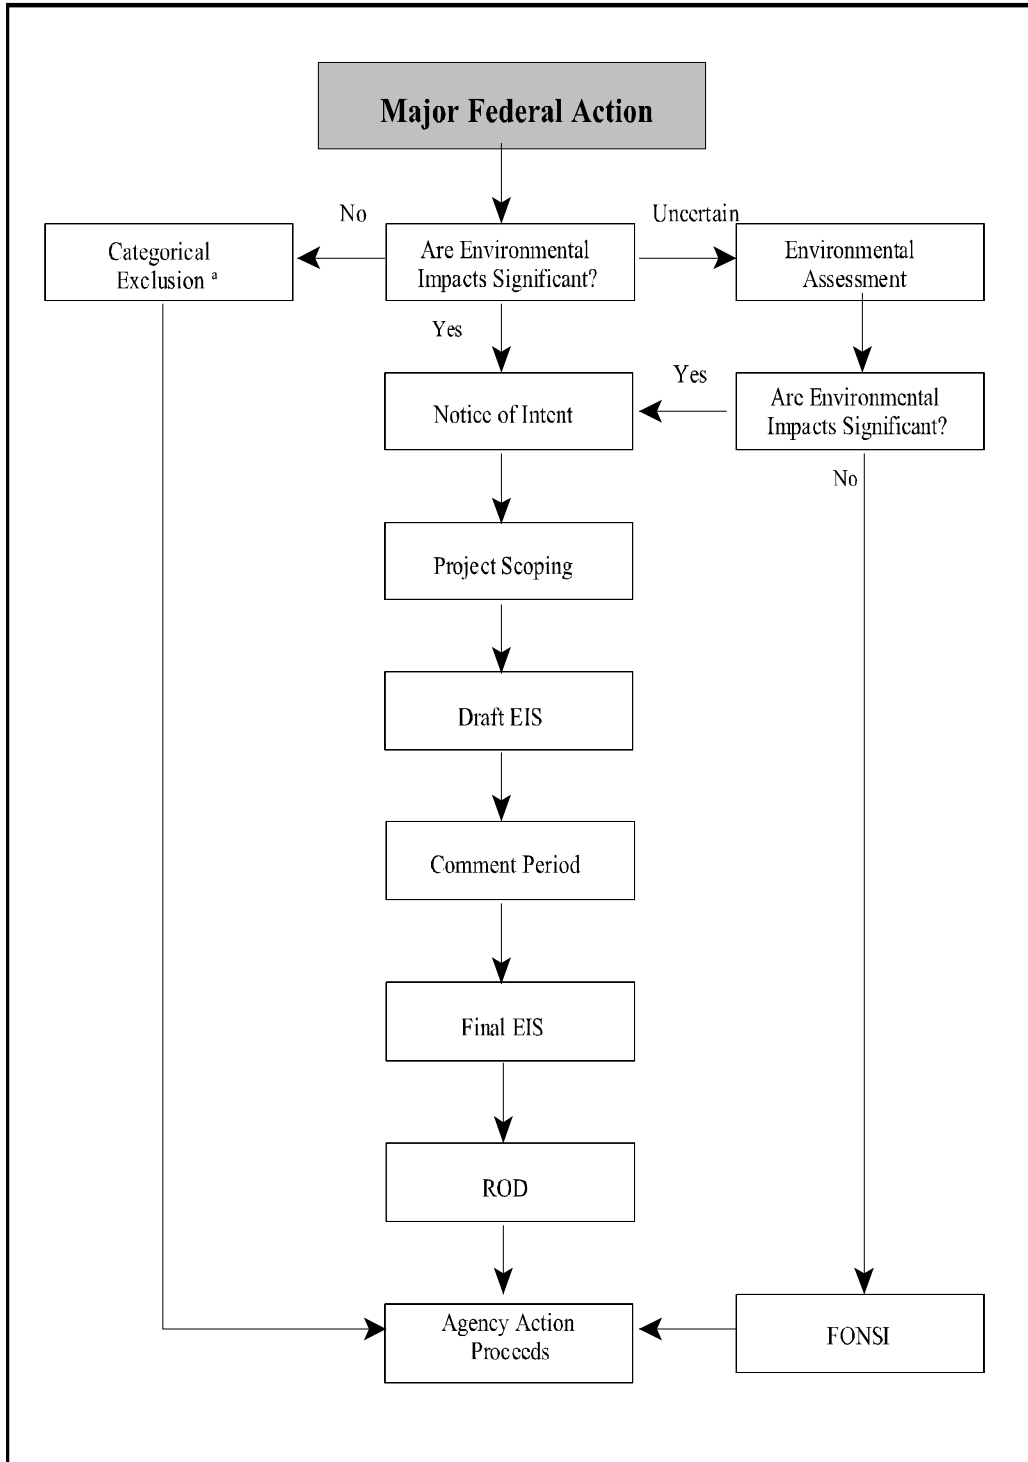 Major Federal Action
No
Uncertain
Categorical
Exclusion ª
Are Environmental
Impacts Significant?
Environmental
Assessment
Yes
Notice of Intent
Yes
Are Environmental
Impacts Significant?
No
Project Scoping
Draft EIS
Comment Period
Final EIS
ROD
Agency Action
Proceeds
FONSI